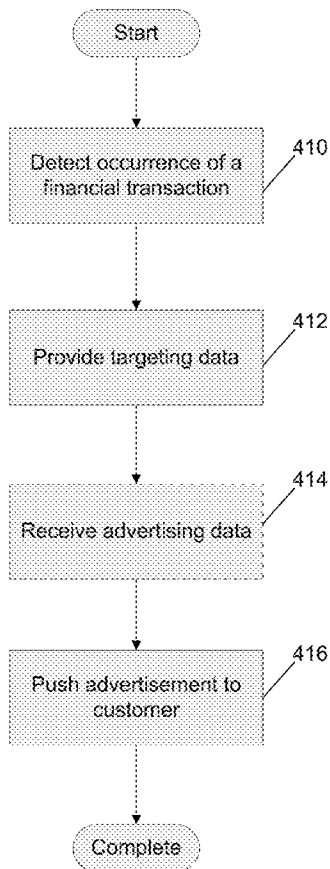 Start
Detect occurrence of a
financial transaction
410
Provide targeting data
412
Receive advertising data
414
Push advertisement to
customer
416
Complete